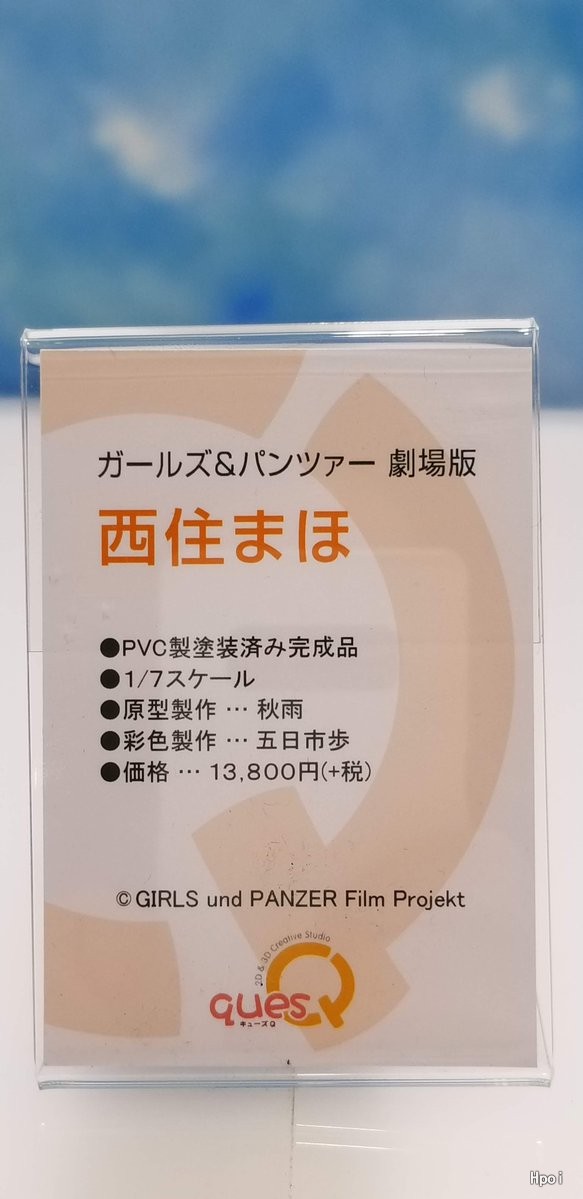 ガールズ&パンツァー 劇場版
西住まほ
●PVC製塗装済み完成品
●1/7スケール
●原型製作 … 秋雨
●彩色製作 … 五日市歩
●価格 … 13,800円(+税)
© GIRLS und PANZER Film Projekt
2D & 3D Creative Studio
quesQ
キューズQ
Hpoi